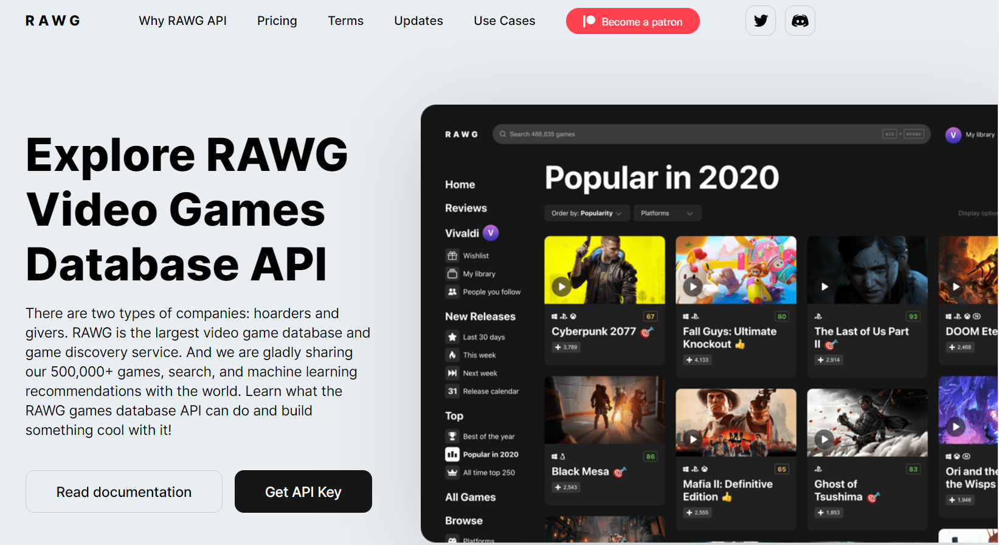 RAWG
Why RAWG API
Pricing
Terms
Updates
Use Cases
Become a patron
Explore RAWG
Video Games
Database API
There are two types of companies: hoarders and
givers. RAWG is the largest video game database and
game discovery service. And we are gladly sharing
our 500,000+ games, search, and machine learning
recommendations with the world. Learn what the
RAWG games database API can do and build
something cool with it!
Read documentation
Get API Key
RAWG
Search 488,835 games
alt + enter
V
My library
Home
Reviews
Vivaldi V
Wishlist
My library
People you follow
New Releases
Last 30 days
This week
Next week
31 Release calendar
Top
Best of the year
Popular in 2020
All time top 250
All Games
Browse
Platforms
Popular in 2020
Order by: Popularity
Platforms
Display option
67
Cyberpunk 2077
+ 3,789
80
Fall Guys: Ultimate
Knockout
+ 4,133
93
The Last of Us Part
II
+ 2,914
DOOM Ete
+ 2,468
86
Black Mesa
+ 2,543
65
Mafia II: Definitive
Edition
+ 2,555
83
Ghost of
Tsushima
+ 1,853
Ori and the
the Wisps
+ 1,946